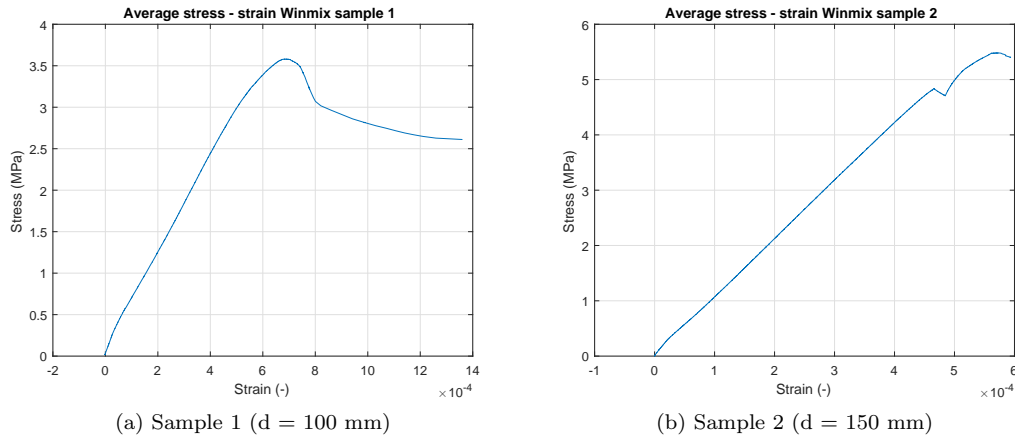 Average stress - strain Winmix sample 1
4
3.5
3
2.5
2
1.5
1
0.5
0
Stress (MPa)
-2 0 2 4 6 8 10 12 14
Strain (-)
×10⁻⁴
(a) Sample 1 (d = 100 mm)
Average stress - strain Winmix sample 2
6
5
4
3
2
1
0
Stress (MPa)
-1 0 1 2 3 4 5 6
Strain (-)
×10⁻⁴
(b) Sample 2 (d = 150 mm)